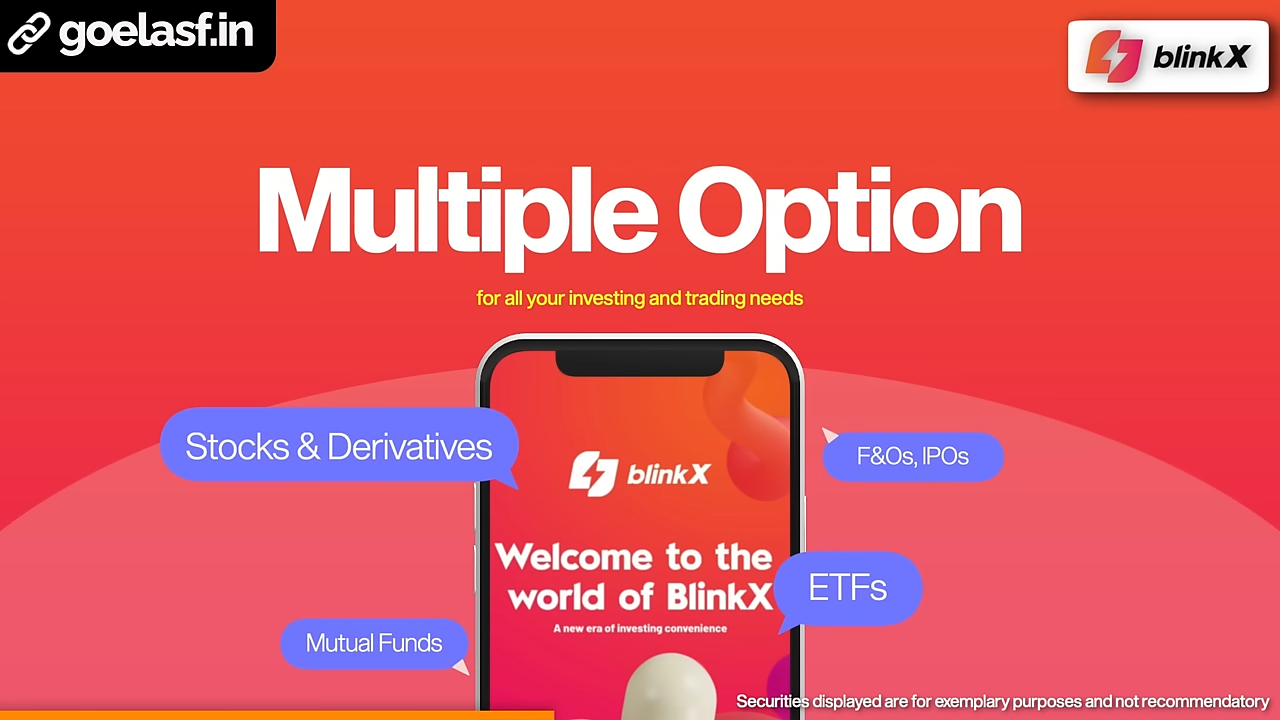 goelasf.in
blinkX
Multiple Option
for all your investing and trading needs
Stocks & Derivatives
F&Os, IPOs
blinkX
Welcome to the
world of BlinkX
A new era of investing convenience
ETFs
Mutual Funds
Securities displayed are for exemplary purposes and not recommendatory